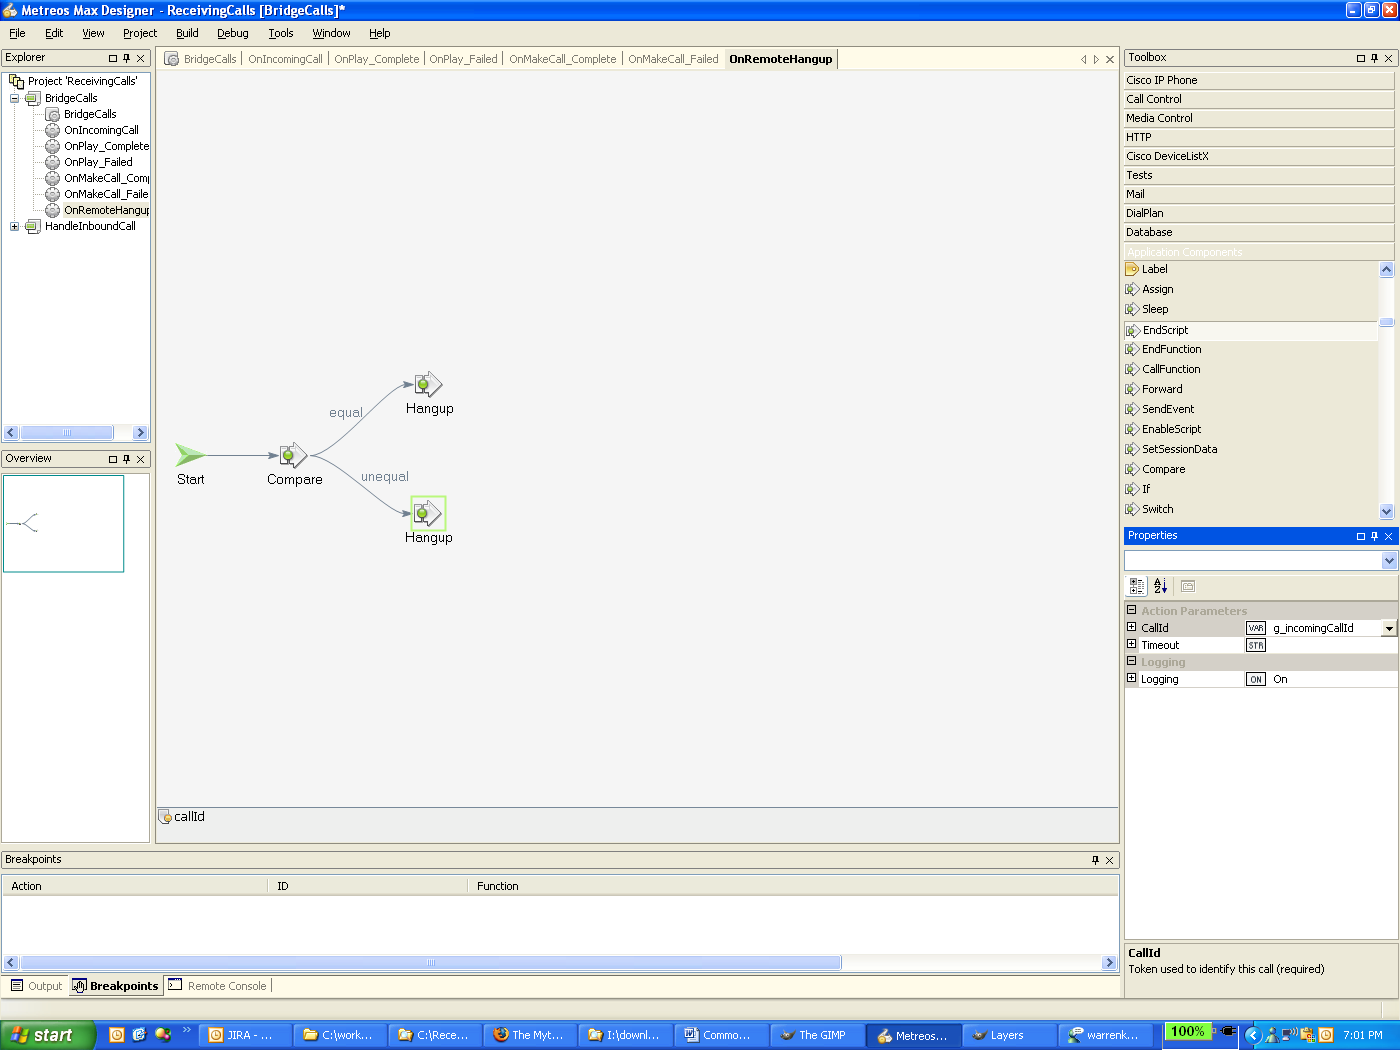 Metreos Max Designer - ReceivingCalls [BridgeCalls]*
File Edit View Project Build Debug Tools Window Help
Explorer
Project 'ReceivingCalls'
BridgeCalls
BridgeCalls
OnIncomingCall
OnPlay_Complete
OnPlay_Failed
OnMakeCall_Comp
OnMakeCall_Faile
OnRemoteHangup
HandleInboundCall
Overview
BridgeCalls OnIncomingCall OnPlay_Complete OnPlay_Failed OnMakeCall_Complete OnMakeCall_Failed OnRemoteHangup
Hangup
equal
Start
Compare
unequal
Hangup
callId
Toolbox
Cisco IP Phone
Call Control
Media Control
HTTP
Cisco DeviceListX
Tests
Mail
DialPlan
Database
Application Components
Label
Assign
Sleep
EndScript
EndFunction
CallFunction
Forward
SendEvent
EnableScript
SetSessionData
Compare
If
Switch
Properties
Action Parameters
CallId VAR g_incomingCallId
Timeout STR
Logging
Logging ON On
CallId
Token used to identify this call (required)
Breakpoints
Action ID Function
Output Breakpoints Remote Console
start JIRA - ... C:\work... C:\Rece... The Myt... I:\downl... Commo... The GIMP Metreos... Layers warrenk... 100% 7:01 PM